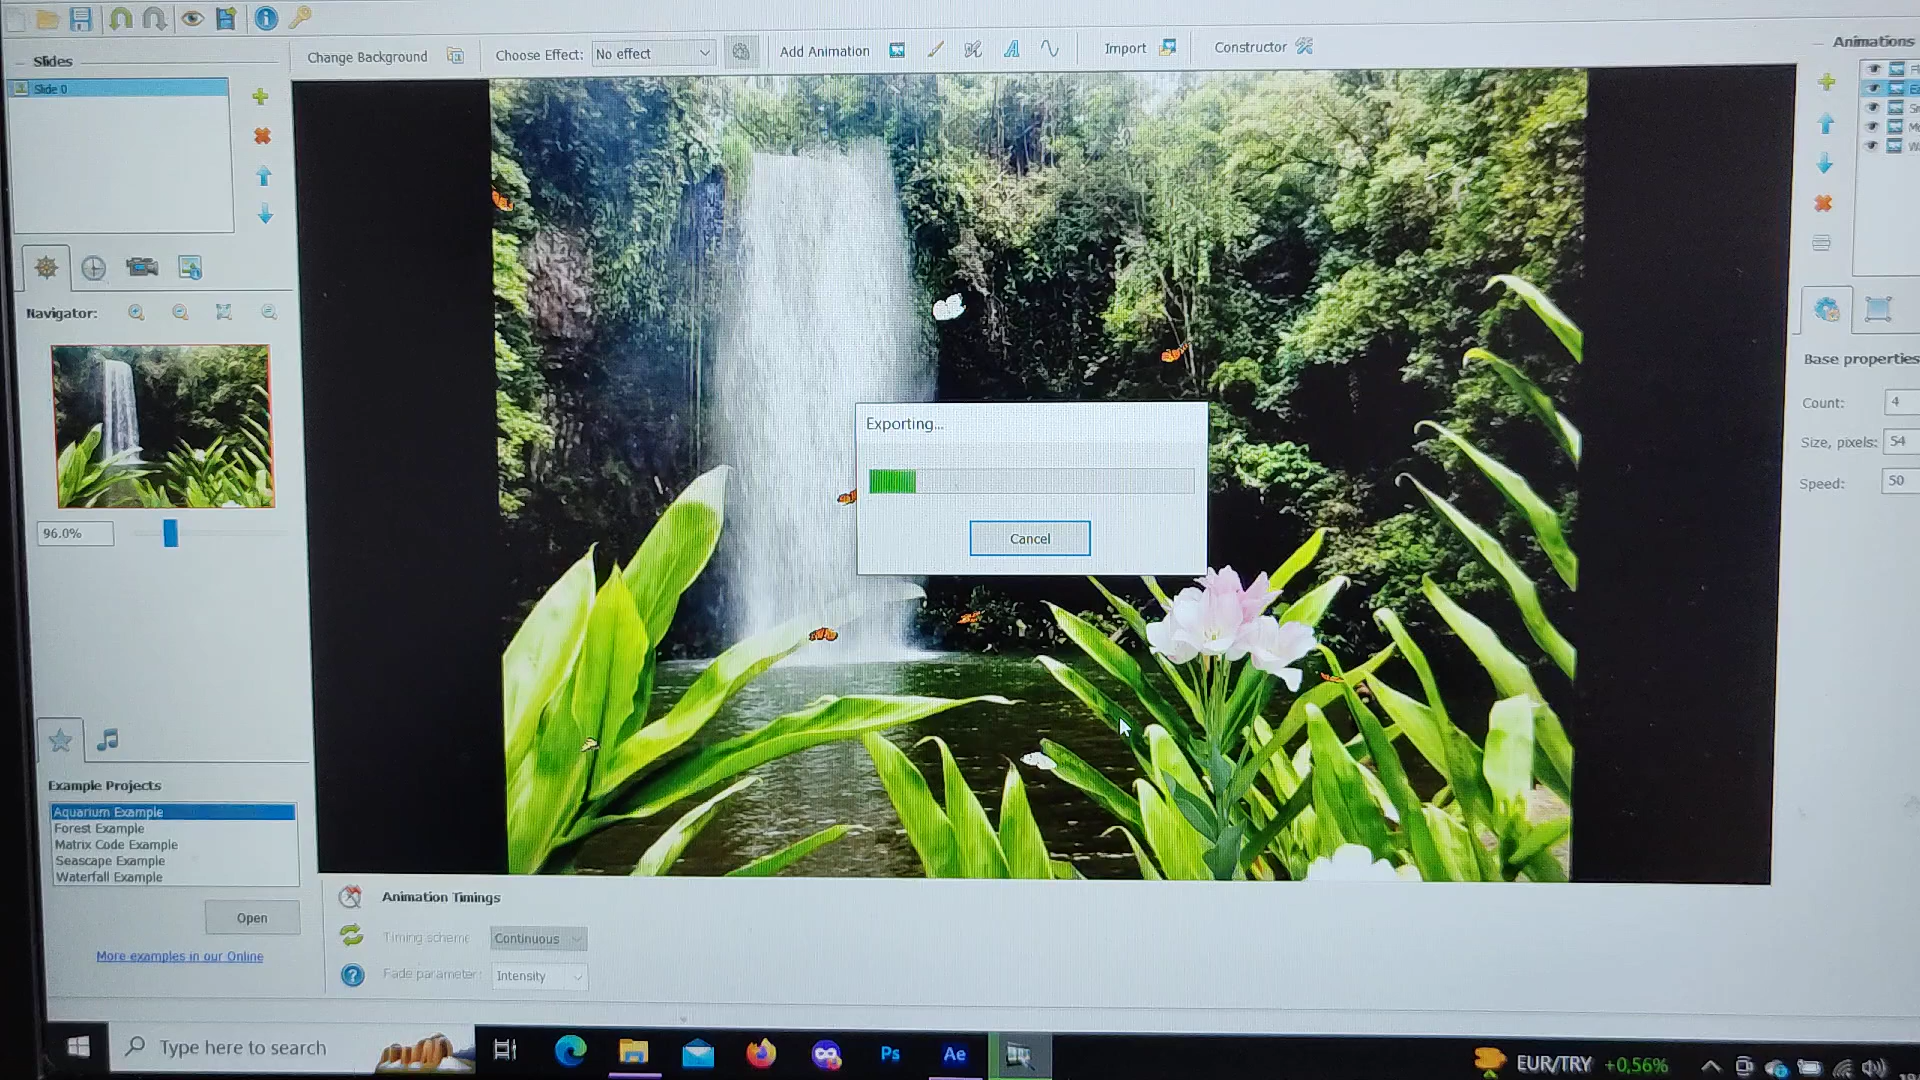 Slides
Slide 0
Change Background
Choose Effect:
No effect
Add Animation
Import
Constructor
Animations
Navigator:
96.0%
Exporting...
Cancel
Base properties
Count:
4
Size, pixels:
54
Speed:
50
Example Projects
Aquarium Example
Forest Example
Matrix Code Example
Seascape Example
Waterfall Example
Open
More examples in our Online
Animation Timings
Timing scheme
Continuous
Fade parameter:
Intensity
Type here to search
Ps
Ae
EUR/TRY +0,56%